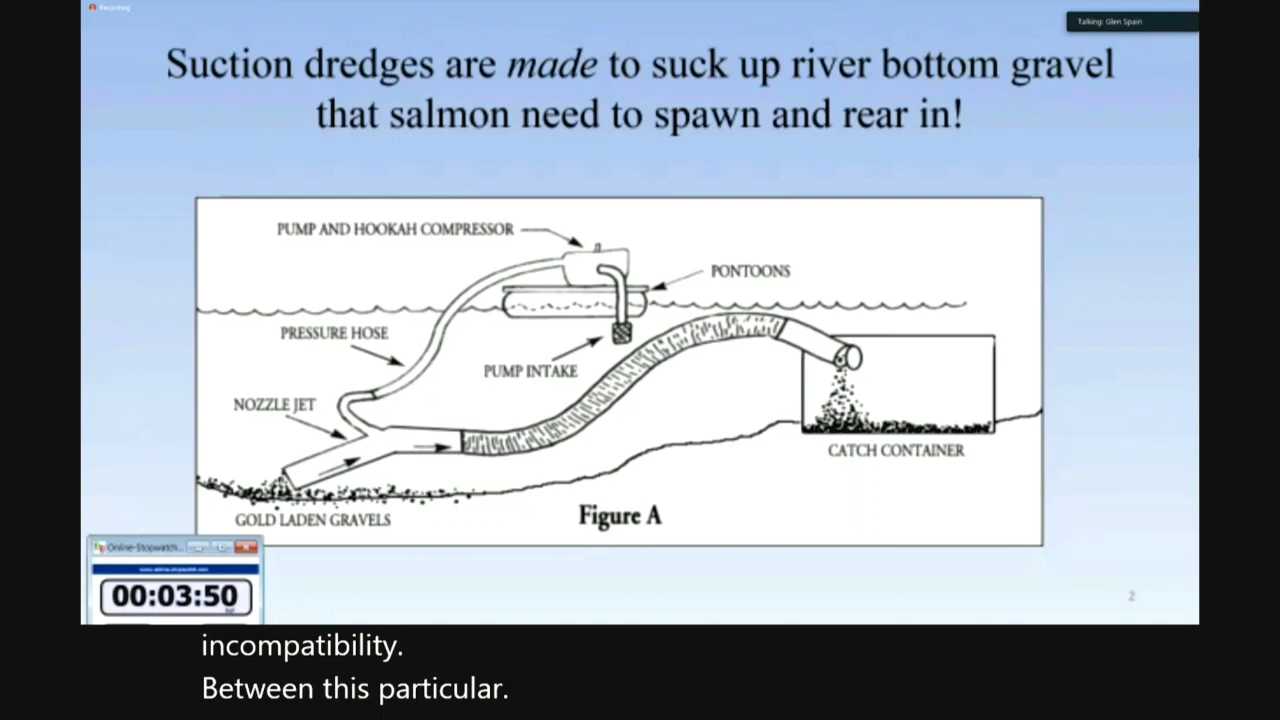 Recording
Talking: Glen Spain
Suction dredges are made to suck up river bottom gravel
that salmon need to spawn and rear in!
PUMP AND HOOKAH COMPRESSOR
PONTOONS
PRESSURE HOSE
PUMP INTAKE
NOZZLE JET
CATCH CONTAINER
GOLD LADEN GRAVELS
Figure A
Online-Stopwatch...
00:03:50
2
incompatibility.
Between this particular.